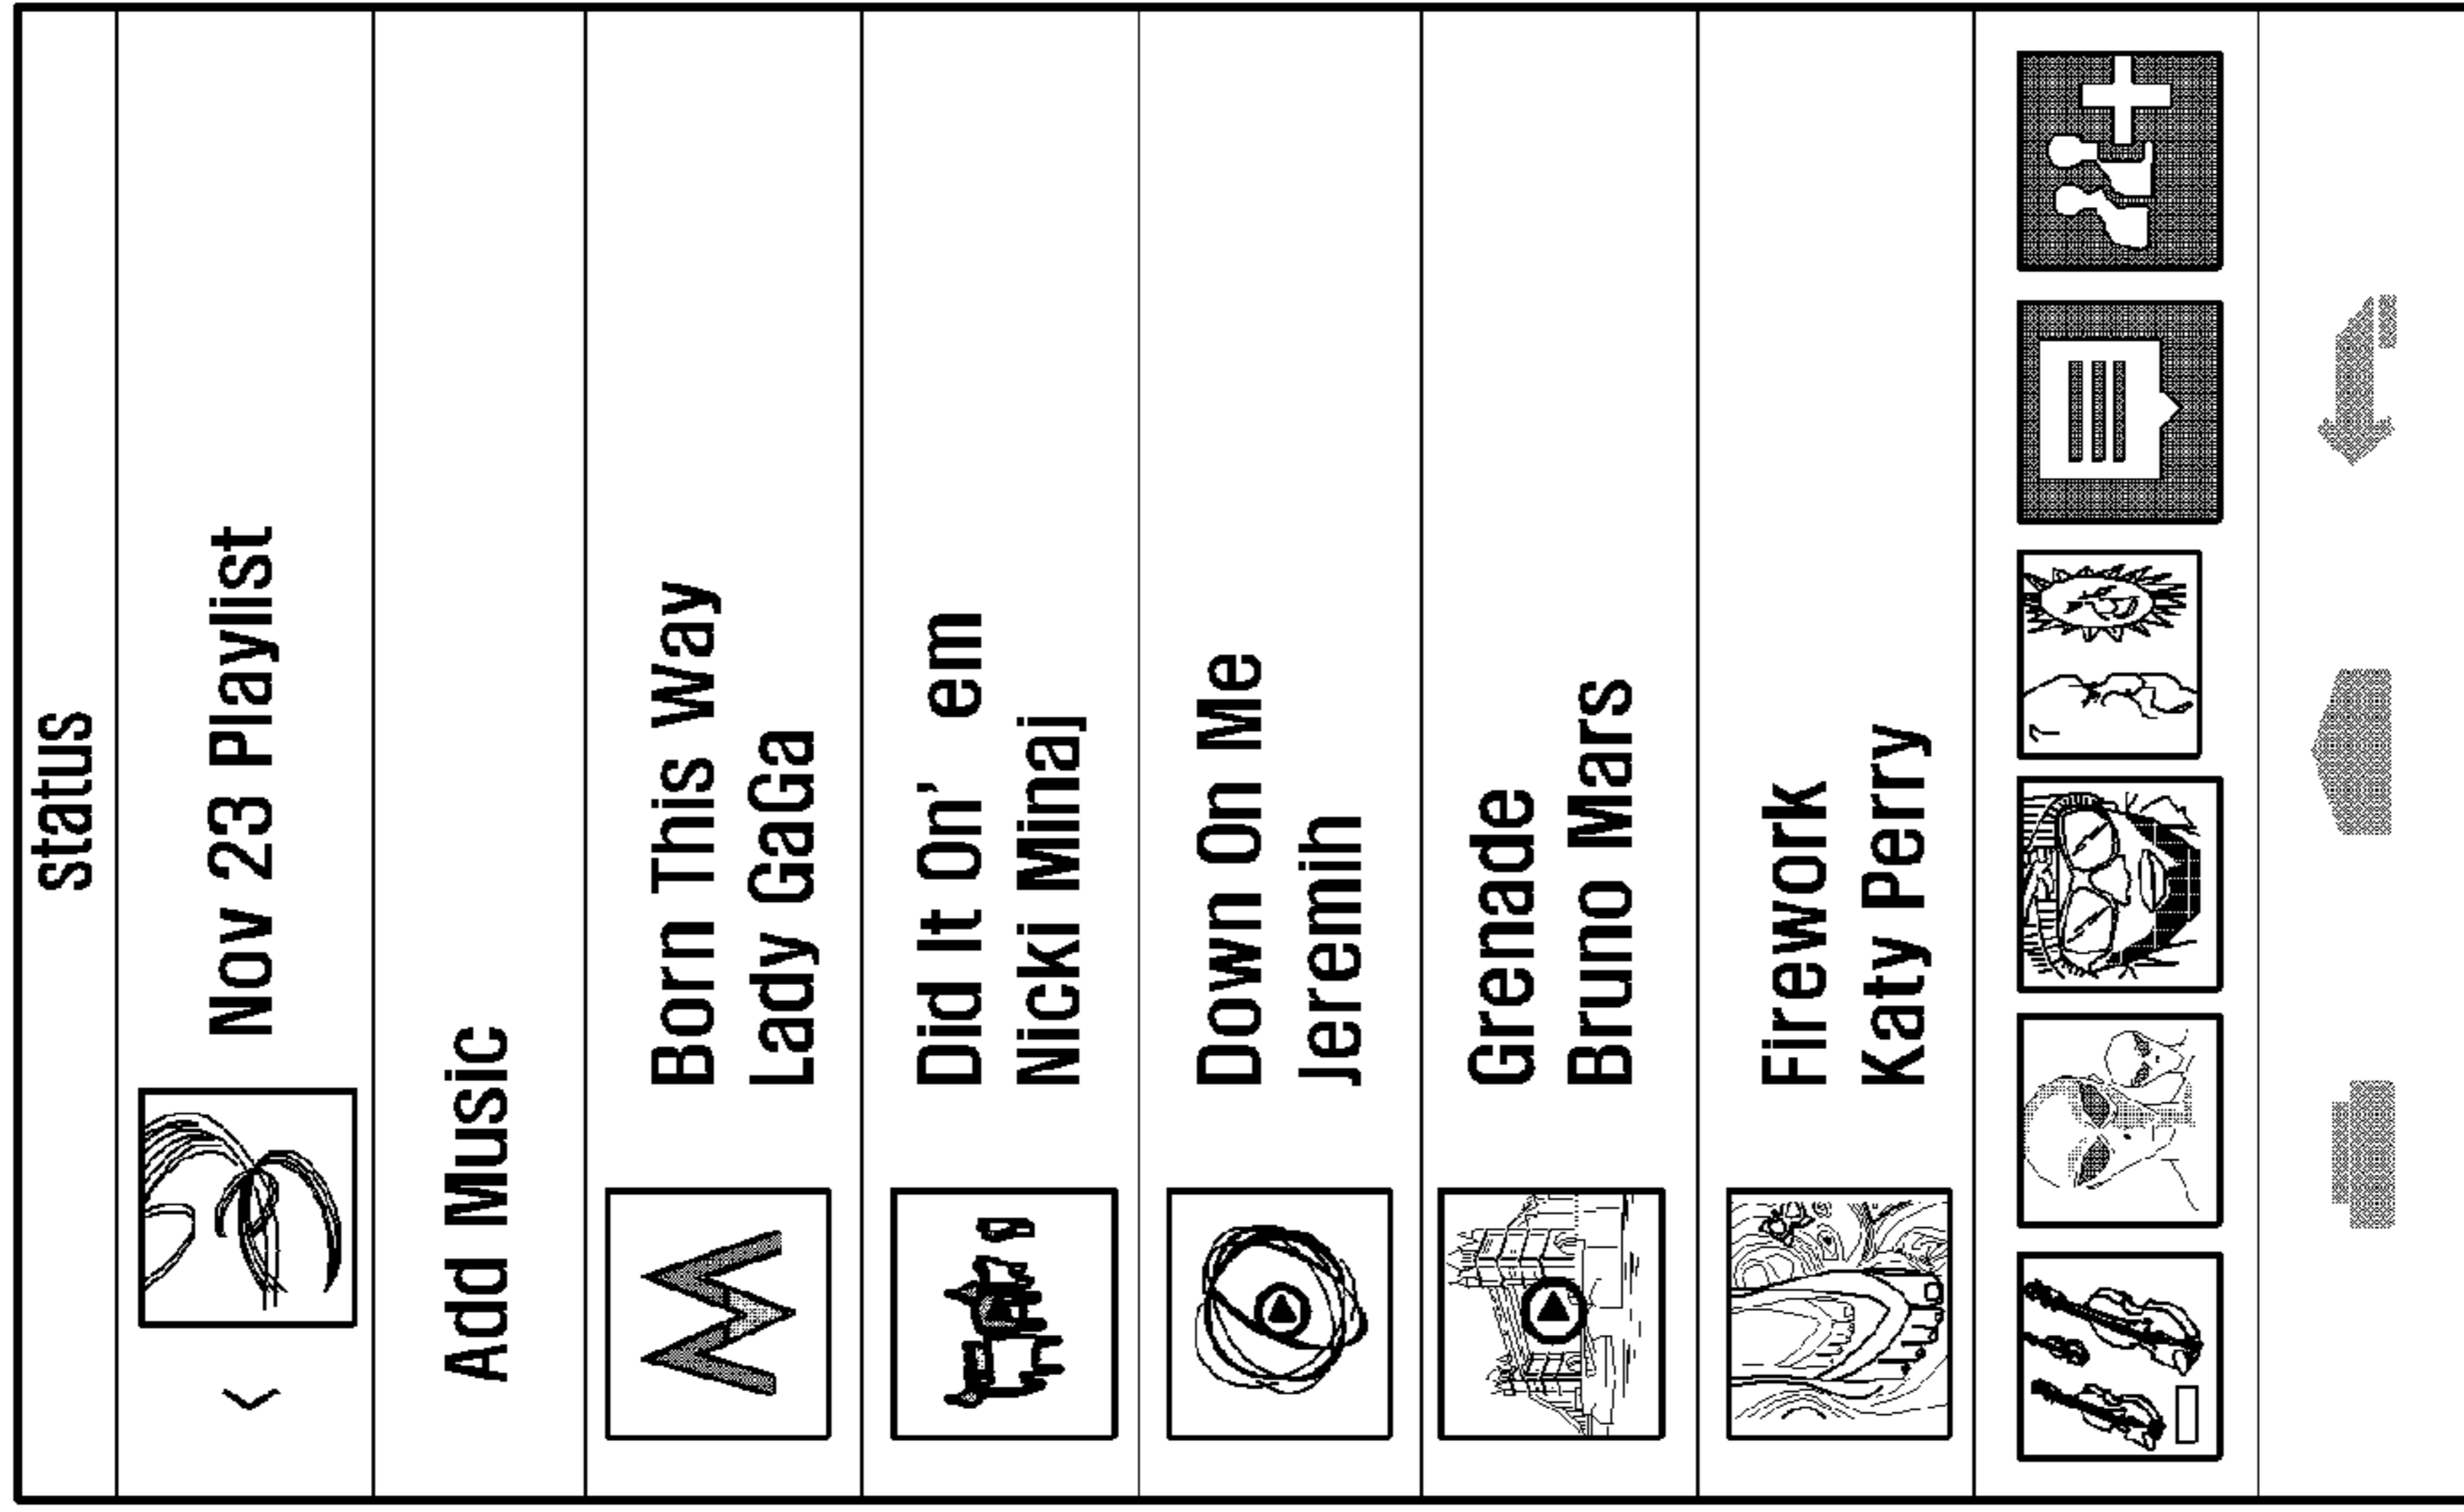 status
Nov 23 Playlist
Add Music
Born This Way
Lady GaGa
Did It On' em
Nicki Minaj
Down On Me
Jeremih
Grenade
Bruno Mars
Firework
Katy Perry